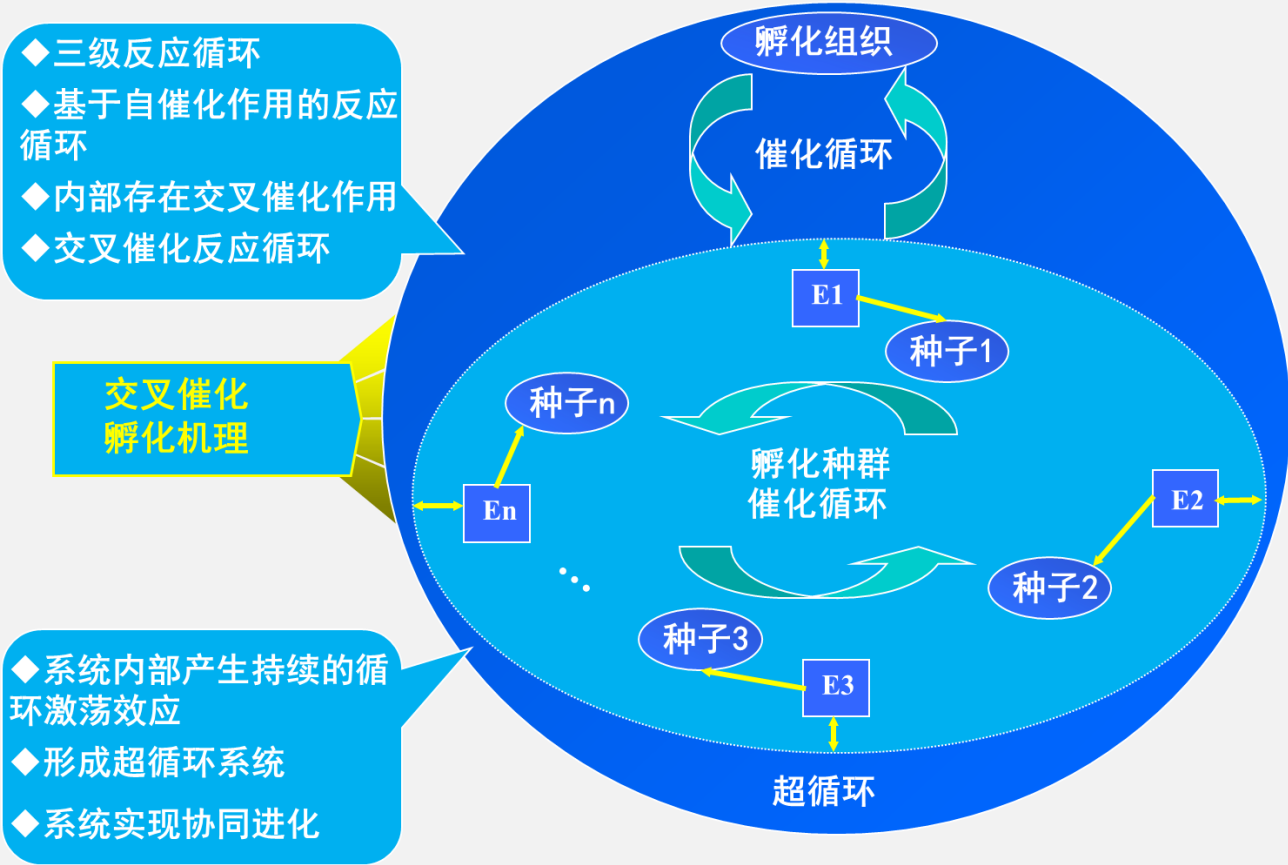 ◆三级反应循环
◆基于自催化作用的反应
循环
◆内部存在交叉催化作用
◆交叉催化反应循环
交叉催化
孵化机理
◆系统内部产生持续的循
环激荡效应
◆形成超循环系统
◆系统实现协同进化
孵化组织
催化循环
E1
种子1
种子n
En
孵化种群
催化循环
E2
种子2
...
种子3
E3
超循环